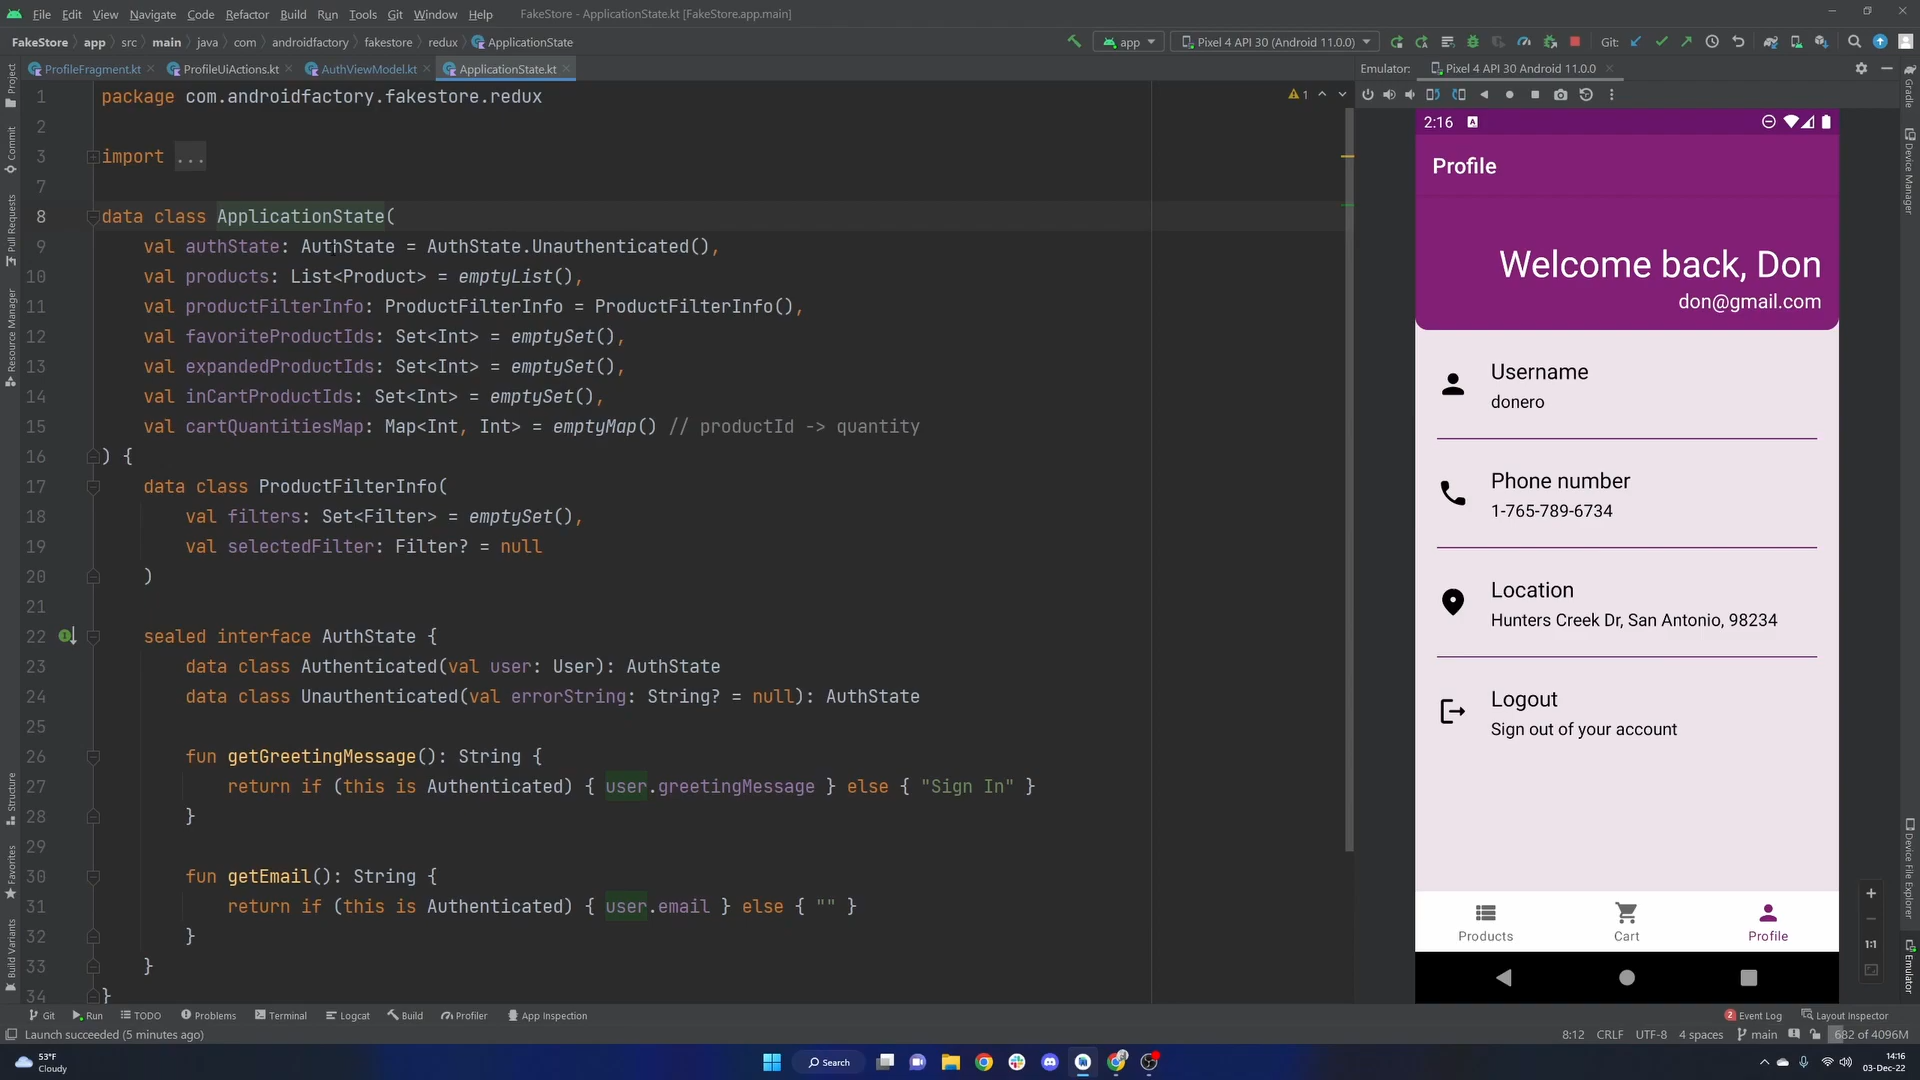 File Edit View Navigate Code Refactor Build Run Tools Git Window Help FakeStore - ApplicationState.kt [FakeStore.app.main]
FakeStore app src main java com androidfactory fakestore redux ApplicationState
app Pixel 4 API 30 (Android 11.0.0) Git:
ProfileFragment.kt ProfileUiActions.kt AuthViewModel.kt ApplicationState.kt
Emulator: Pixel 4 API 30 Android 11.0.0
1 package com.androidfactory.fakestore.redux
1
2
3 import ...
7
8 data class ApplicationState(
9 val authState: AuthState = AuthState.Unauthenticated(),
10 val products: List<Product> = emptyList(),
11 val productFilterInfo: ProductFilterInfo = ProductFilterInfo(),
12 val favoriteProductIds: Set<Int> = emptySet(),
13 val expandedProductIds: Set<Int> = emptySet(),
14 val inCartProductIds: Set<Int> = emptySet(),
15 val cartQuantitiesMap: Map<Int, Int> = emptyMap() // productId -> quantity
16 ) {
17 data class ProductFilterInfo(
18 val filters: Set<Filter> = emptySet(),
19 val selectedFilter: Filter? = null
20 )
21
22 sealed interface AuthState {
23 data class Authenticated(val user: User): AuthState
24 data class Unauthenticated(val errorString: String? = null): AuthState
25
26 fun getGreetingMessage(): String {
27 return if (this is Authenticated) { user.greetingMessage } else { "Sign In" }
28 }
29
30 fun getEmail(): String {
31 return if (this is Authenticated) { user.email } else { "" }
32 }
33 }
34 }
Project
Commit
Pull Requests
Resource Manager
Structure
Favorites
Build Variants
2:16 A
Profile
Welcome back, Don
don@gmail.com
Username
donero
Phone number
1-765-789-6734
Location
Hunters Creek Dr, San Antonio, 98234
Logout
Sign out of your account
Products Cart Profile
1:1
Gradle
Device Manager
Device File Explorer
Emulator
Git Run TODO Problems Terminal Logcat Build Profiler App Inspection
2 Event Log Layout Inspector
Launch succeeded (5 minutes ago)
8:12 CRLF UTF-8 4 spaces main 682 of 4096M
53°F
Cloudy
Search
14:16
03-Dec-22